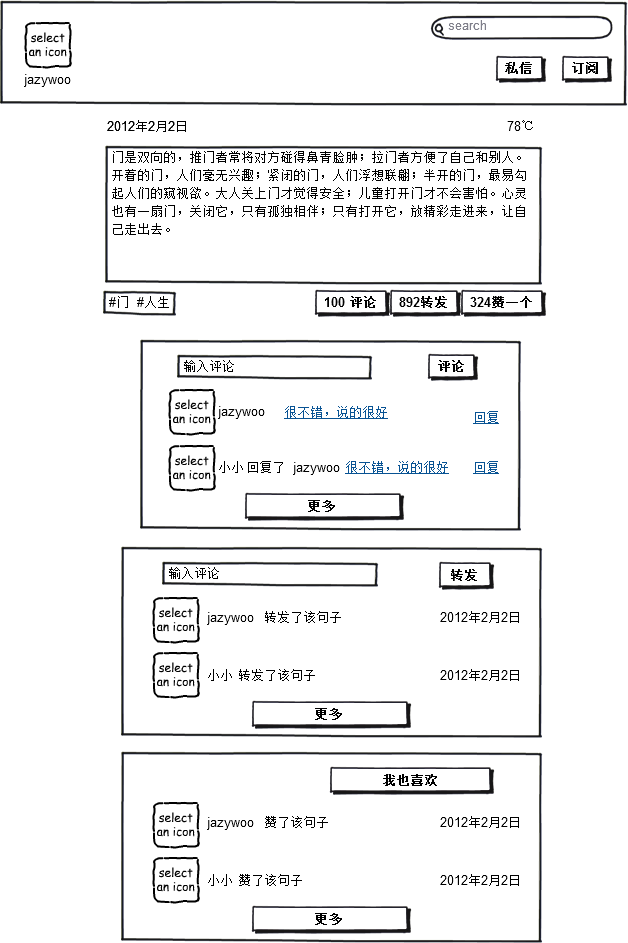 select
an icon
search
jazywoo
私信
订阅
2012年2月2日
78℃
门是双向的，推门者常将对方碰得鼻青脸肿；拉门者方便了自己和别人。
开着的门，人们毫无兴趣；紧闭的门，人们浮想联翩；半开的门，最易勾
起人们的窥视欲。大人关上门才觉得安全；儿童打开门才不会害怕。心灵
也有一扇门，关闭它，只有孤独相伴；只有打开它，放精彩走进来，让自
己走出去。
#门 #人生
100 评论
892转发
324赞一个
输入评论
评论
select
an icon
jazywoo
很不错，说的很好
回复
select
an icon
小小 回复了 jazywoo 很不错，说的很好
回复
更多
输入评论
转发
select
an icon
jazywoo 转发了该句子
2012年2月2日
select
an icon
小小 转发了该句子
2012年2月2日
更多
我也喜欢
select
an icon
jazywoo 赞了该句子
2012年2月2日
select
an icon
小小 赞了该句子
2012年2月2日
更多